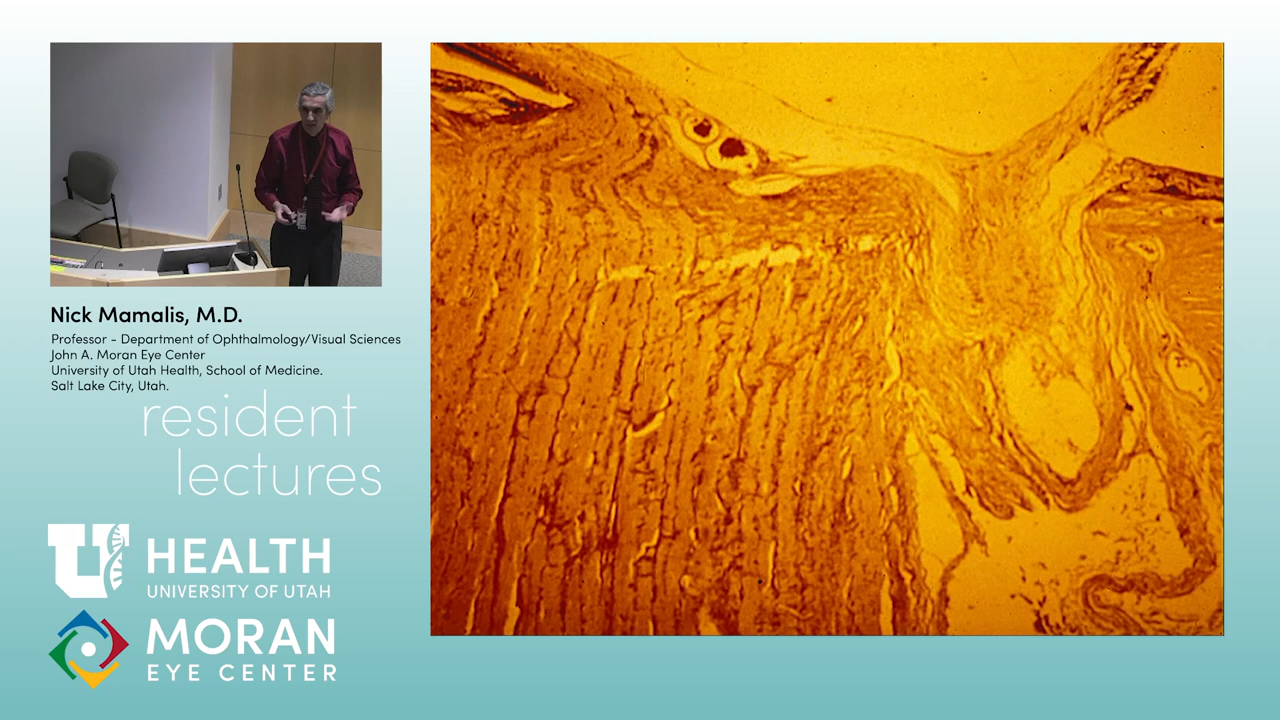 Nick Mamalis, M.D.
Professor - Department of Ophthalmology/Visual Sciences
John A. Moran Eye Center
University of Utah Health, School of Medicine.
Salt Lake City, Utah.
resident
lectures
U HEALTH
UNIVERSITY OF UTAH
MORAN
EYE CENTER